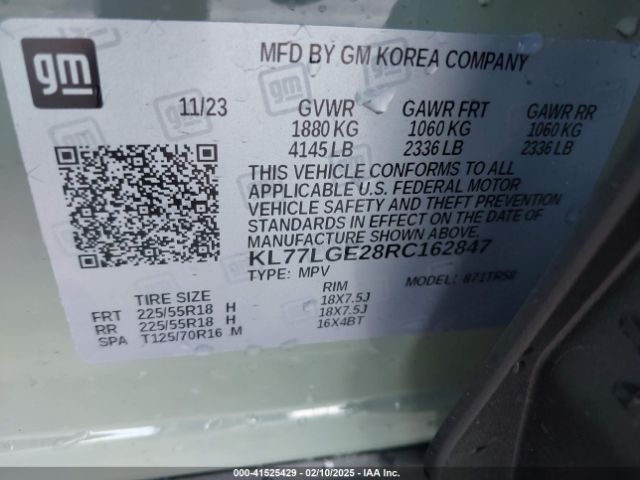 gm
MFD BY GM KOREA COMPANY
11/23 GVWR GAWR FRT GAWR RR
1880 KG 1060 KG 1060 KG
4145 LB 2336 LB 2336 LB
THIS VEHICLE CONFORMS TO ALL
APPLICABLE U.S. FEDERAL MOTOR
VEHICLE SAFETY AND THEFT PREVENTION
STANDARDS IN EFFECT ON THE DATE OF
MANUFACTURE SHOWN ABOVE.
KL77LGE28RC162847
TYPE: MPV
TIRE SIZE RIM
FRT 225/55R18 H 18X7.5J
RR 225/55R18 H 18X7.5J
SPA T125/70R16 M 16X4BT
000-41525429 - 02/10/2025 - IAA Inc.